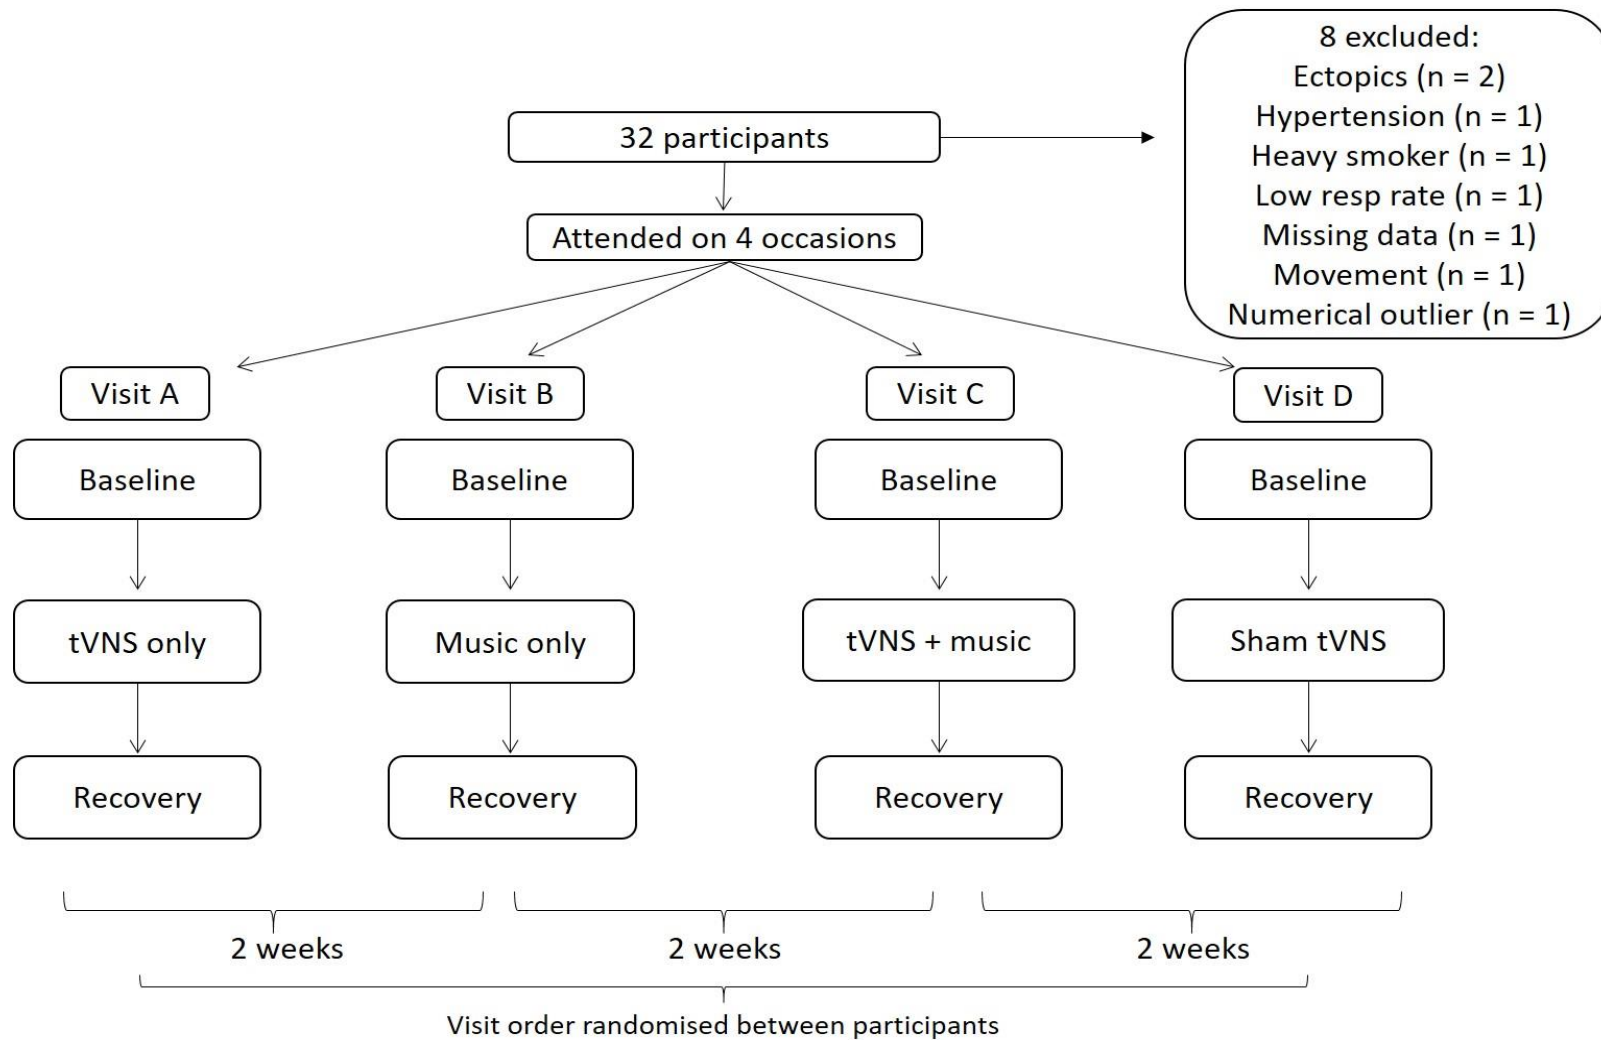 8 excluded:
Ectopics (n = 2)
Hypertension (n = 1)
Heavy smoker (n = 1)
Low resp rate (n = 1)
Missing data (n = 1)
Movement (n = 1)
Numerical outlier (n = 1)
32 participants
Attended on 4 occasions
Visit A
Visit B
Visit C
Visit D
Baseline
Baseline
Baseline
Baseline
tVNS only
Music only
tVNS + music
Sham tVNS
Recovery
Recovery
Recovery
Recovery
2 weeks
2 weeks
2 weeks
Visit order randomised between participants